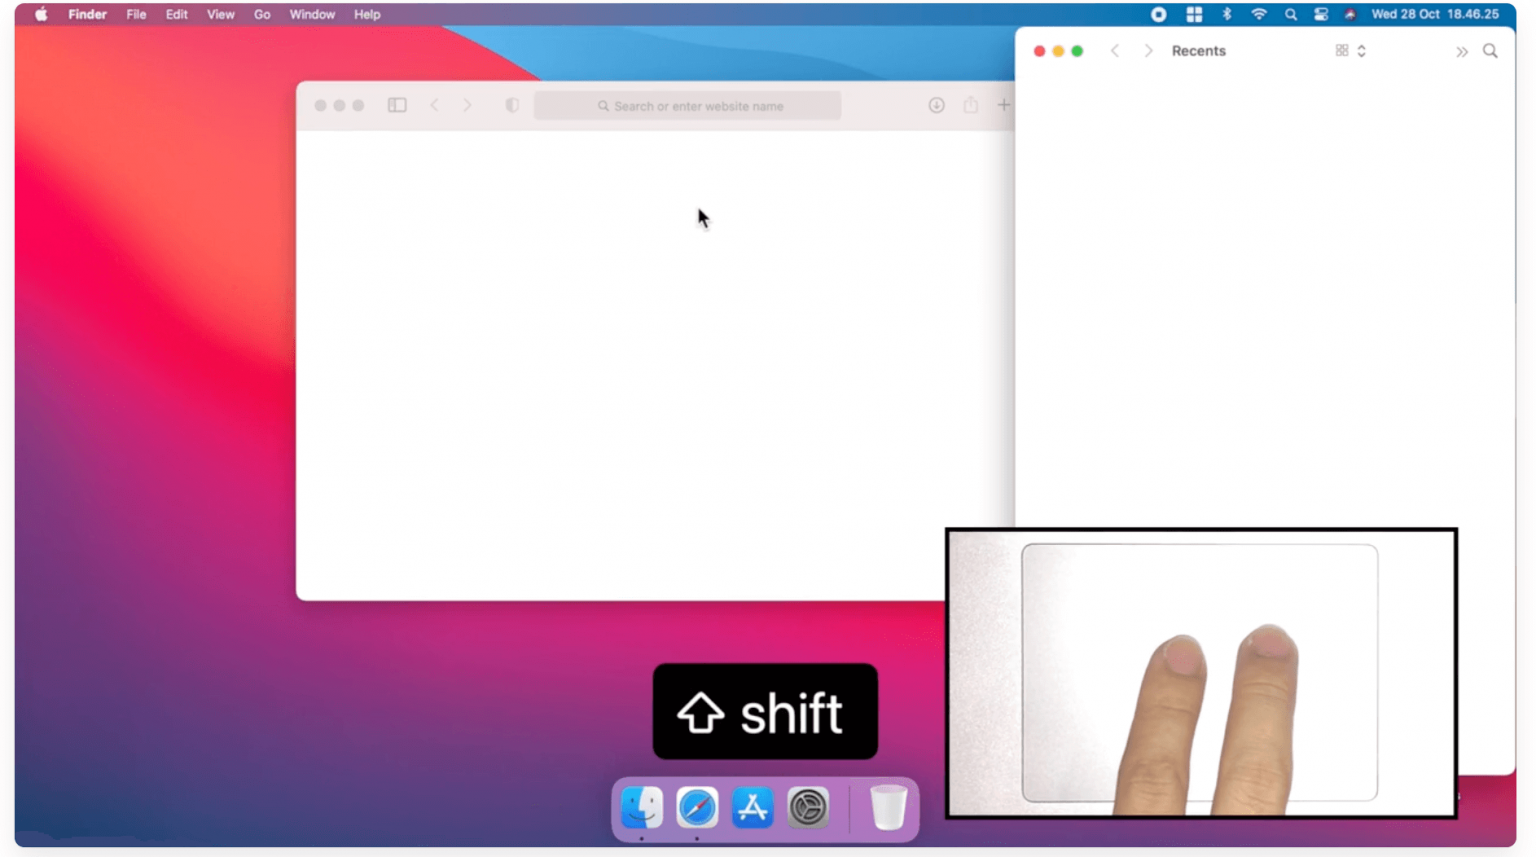 Finder File Edit View Go Window Help Wed 28 Oct 18.46.25
Recents
Search or enter website name
shift